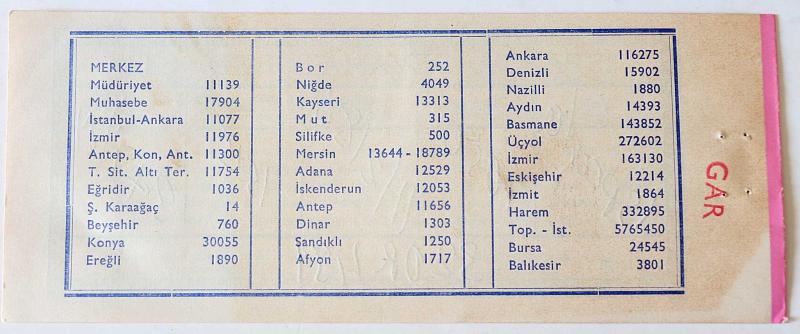 MERKEZ
Müdüriyet 11139
Muhasebe 17904
İstanbul-Ankara 11077
İzmir 11976
Antep, Kon, Ant. 11300
T. Sit. Altı Ter. 11754
Eğridir 1036
Ş. Karaağaç 14
Beyşehir 760
Konya 30055
Ereğli 1890
Bor 252
Niğde 4049
Kayseri 13313
Mut 315
Silifke 500
Mersin 13644 - 18789
Adana 12529
İskenderun 12053
Antep 11656
Dinar 1303
Sandıklı 1250
Afyon 1717
Ankara 116275
Denizli 15902
Nazilli 1880
Aydın 14393
Basmane 143852
Üçyol 272602
İzmir 163130
Eskişehir 12214
İzmit 1864
Harem 332895
Top. - İst. 5765450
Bursa 24545
Balıkesir 3801
GAR